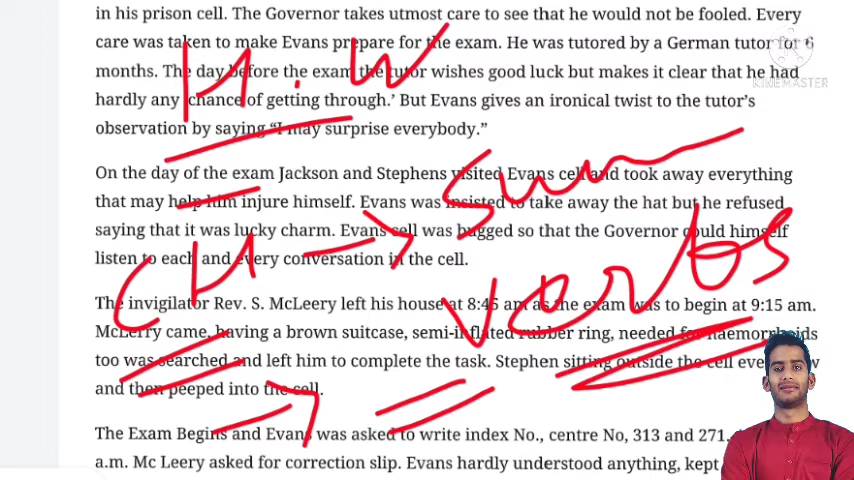 in his prison cell. The Governor takes utmost care to see that he would not be fooled. Every
care was taken to make Evans prepare for the exam. He was tutored by a German tutor for 6
months. The day before the exam the tutor wishes good luck but makes it clear that he had
hardly any 'chance of getting through.' But Evans gives an ironical twist to the tutor's
observation by saying “I may surprise everybody.”
On the day of the exam Jackson and Stephens visited Evans cell and took away everything
that may help him injure himself. Evans was insisted to take away the hat but he refused
saying that it was lucky charm. Evans cell was bugged so that the Governor could himself
listen to each and every conversation in the cell.
The invigilator Rev. S. McLeery left his house at 8:45 am as the exam was to begin at 9:15 am.
McLerry came, having a brown suitcase, semi-inflated rubber ring, needed for haemorrhoids
too was searched and left him to complete the task. Stephen sitting outside the cell
and then peeped into the cell.
The Exam Begins and Evans was asked to write index No., centre No, 313 and 271.
a.m. Mc Leery asked for correction slip. Evans hardly understood anything, kept
H.W
Sum
CH
Verbs
KINEMASTER